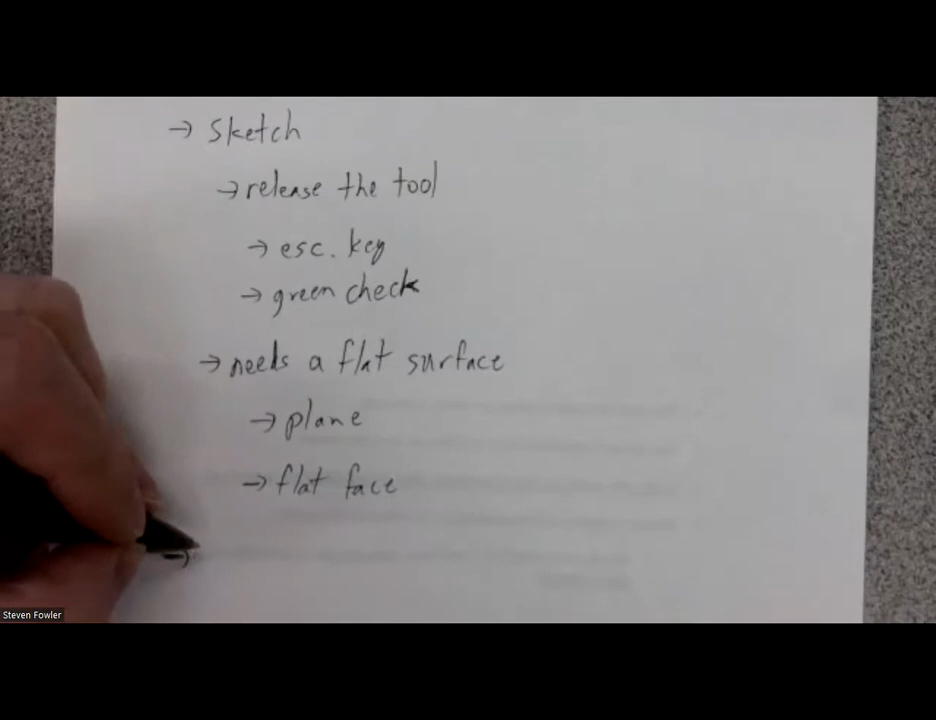 → Sketch
→ release the tool
→ esc. key
→ green check
→ needs a flat surface
→ plane
→ flat face
→
Steven Fowler